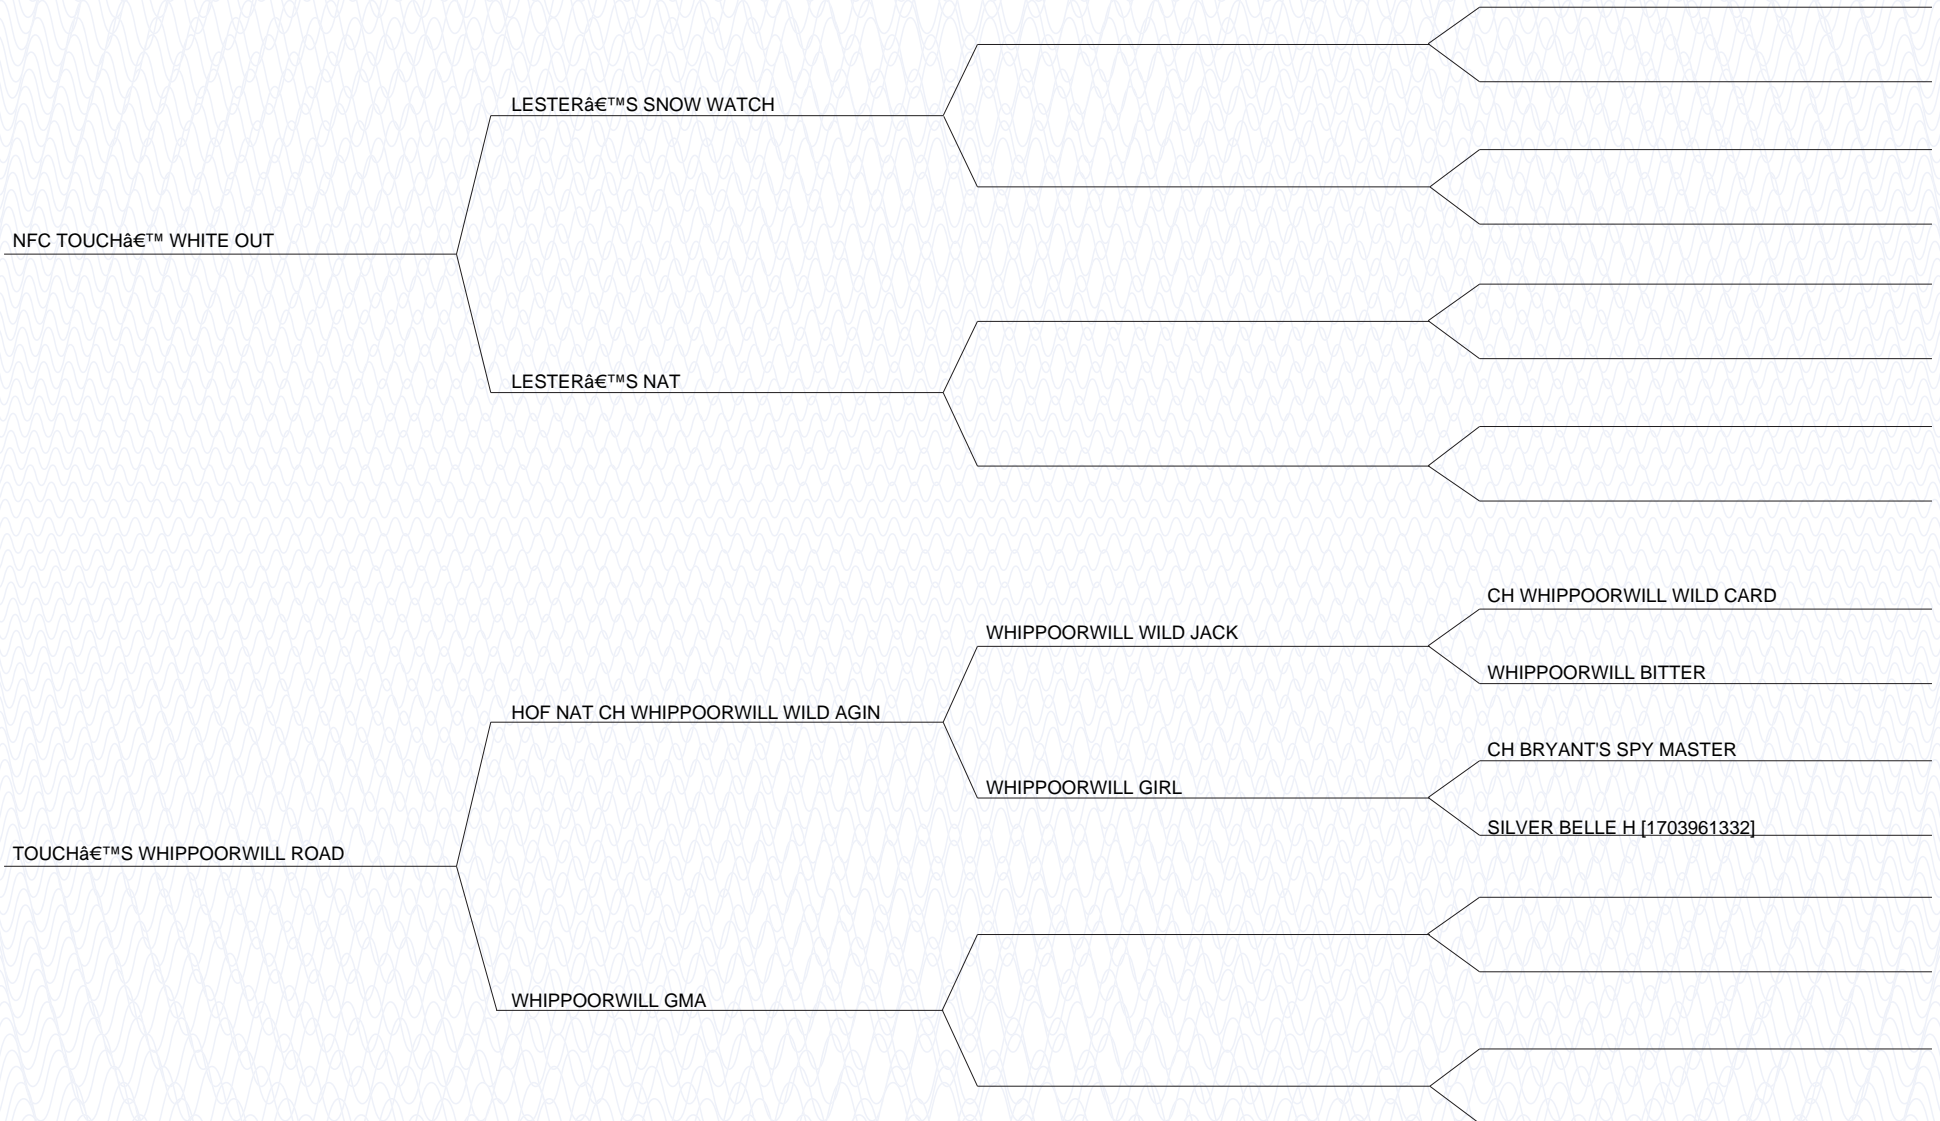 LESTERâ€™S SNOW WATCH
NFC TOUCHâ€™ WHITE OUT
LESTERâ€™S NAT
CH WHIPPOORWILL WILD CARD
WHIPPOORWILL WILD JACK
WHIPPOORWILL BITTER
HOF NAT CH WHIPPOORWILL WILD AGIN
CH BRYANT'S SPY MASTER
WHIPPOORWILL GIRL
SILVER BELLE H [1703961332]
TOUCHâ€™S WHIPPOORWILL ROAD
WHIPPOORWILL GMA